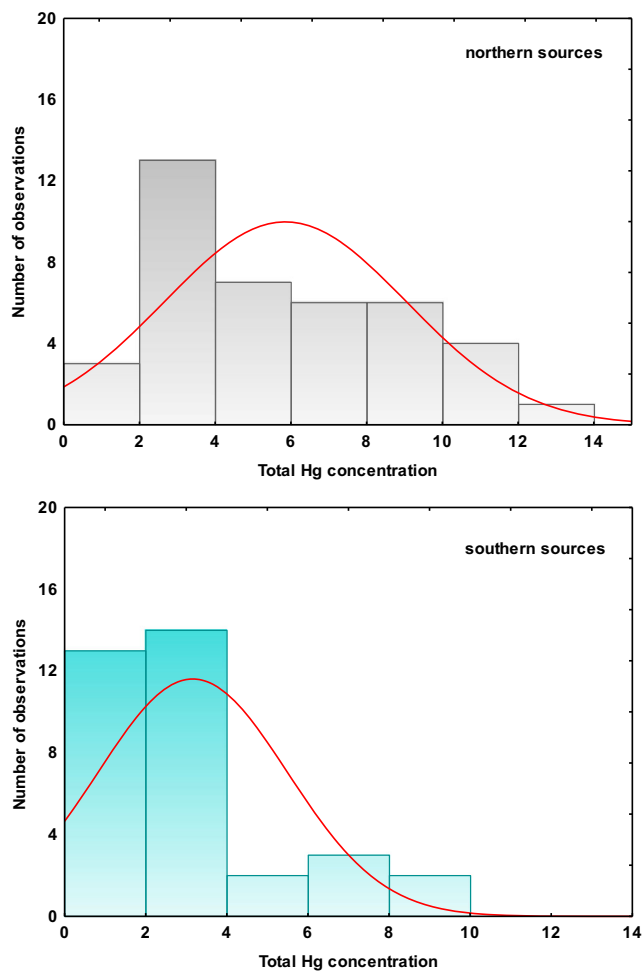 20
northern sources
16
12
8
4
0
Number of observations
0 2 4 6 8 10 12 14
Total Hg concentration
20
southern sources
16
12
8
4
0
Number of observations
0 2 4 6 8 10 12 14
Total Hg concentration